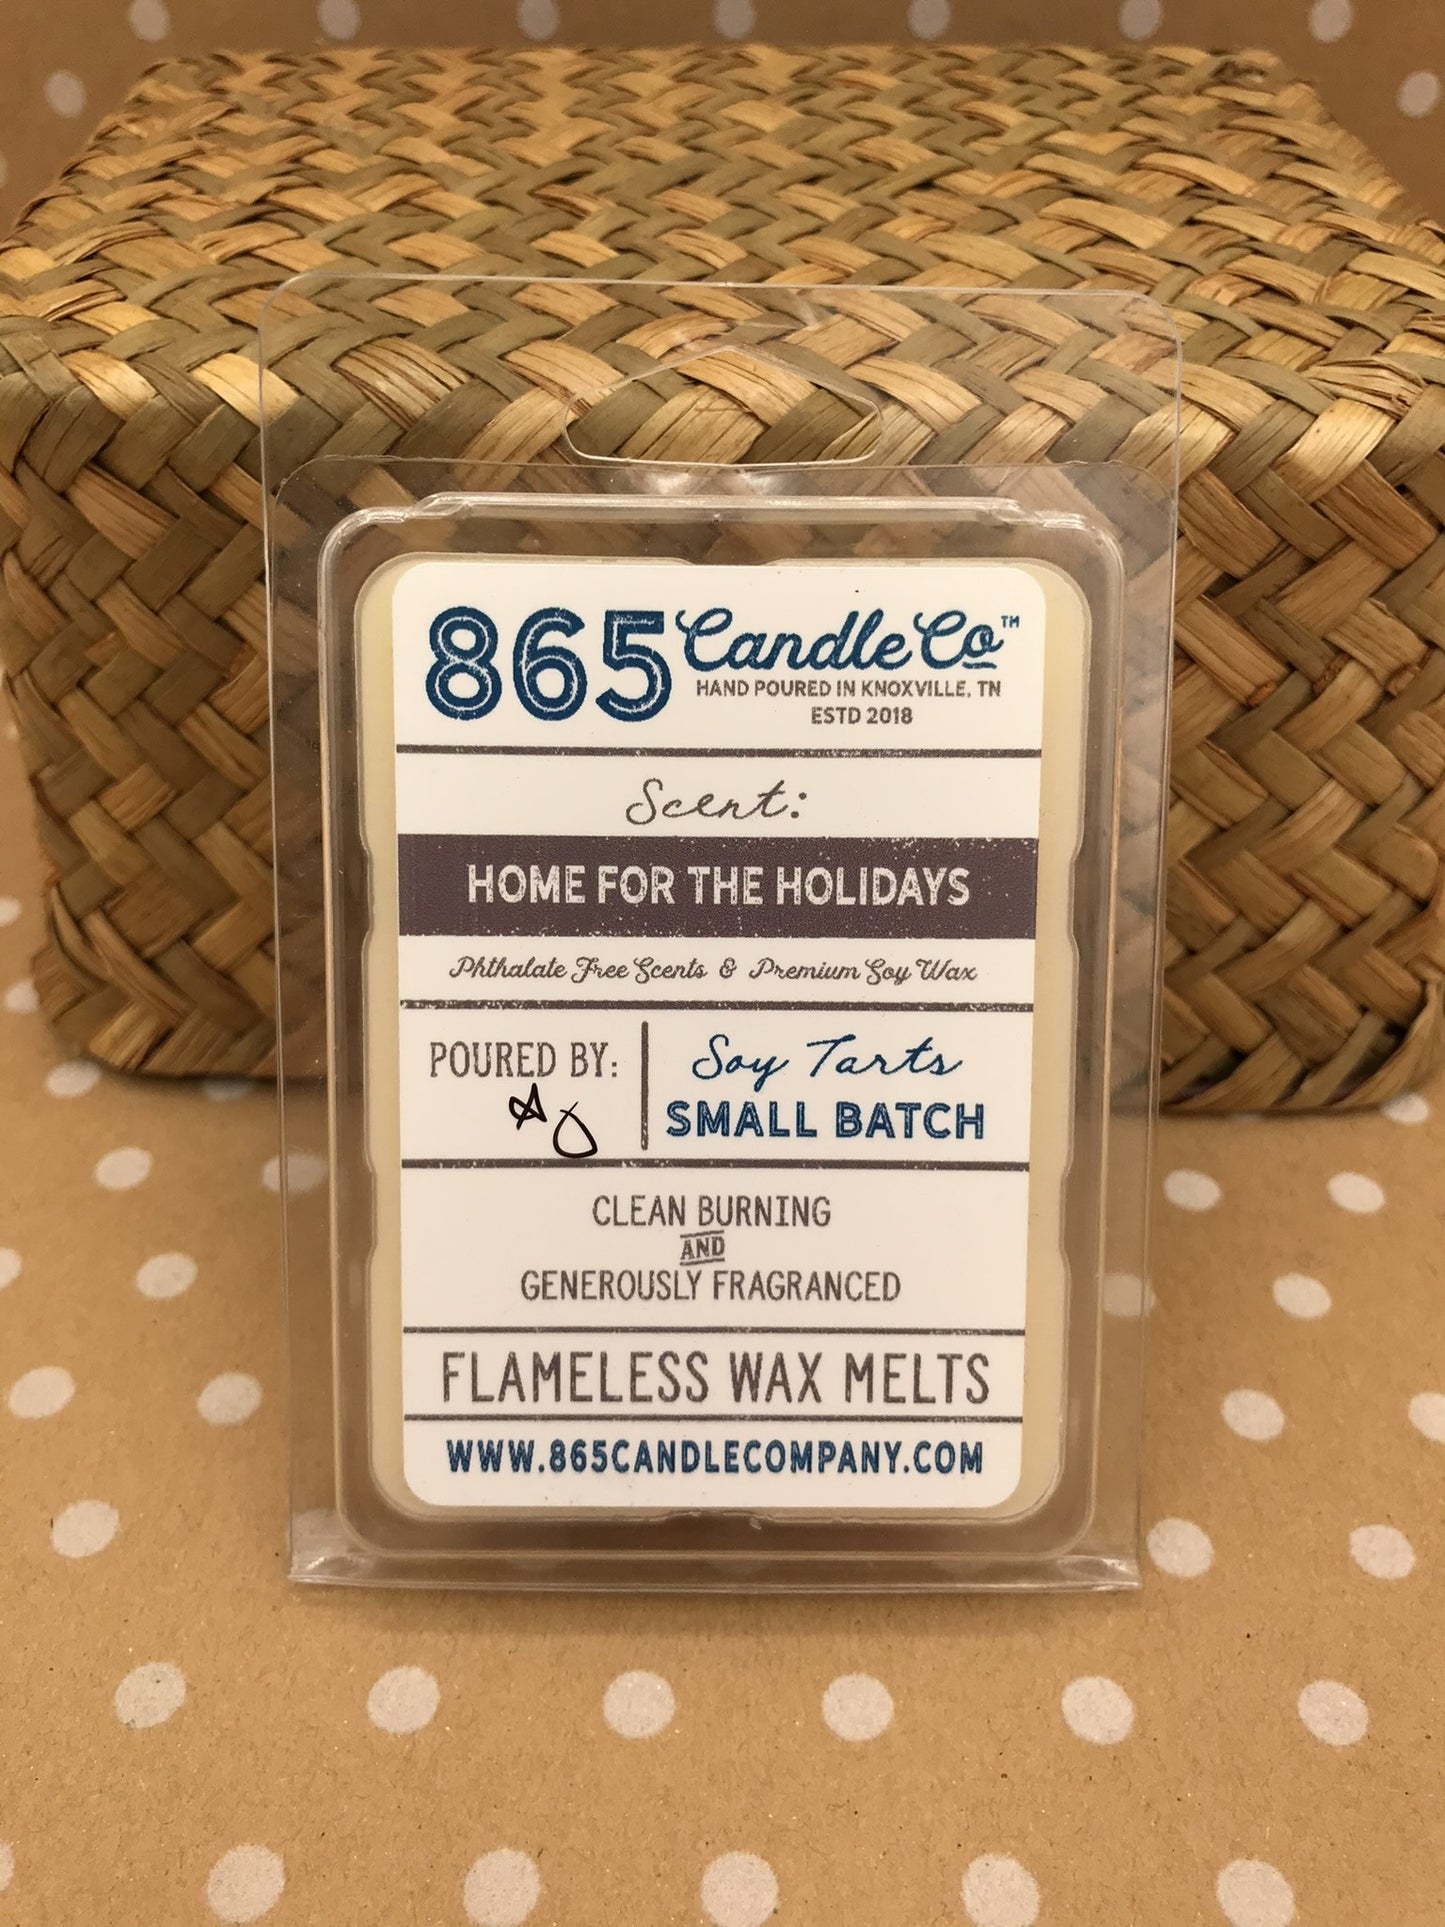 865 Candle Co™
HAND POURED IN KNOXVILLE, TN
ESTD 2018
Scent:
HOME FOR THE HOLIDAYS
Phthalate Free Scents & Premium Soy Wax
POURED BY:
Soy Tarts
SMALL BATCH
CLEAN BURNING
AND
GENEROUSLY FRAGRANCED
FLAMELESS WAX MELTS
WWW.865CANDLECOMPANY.COM